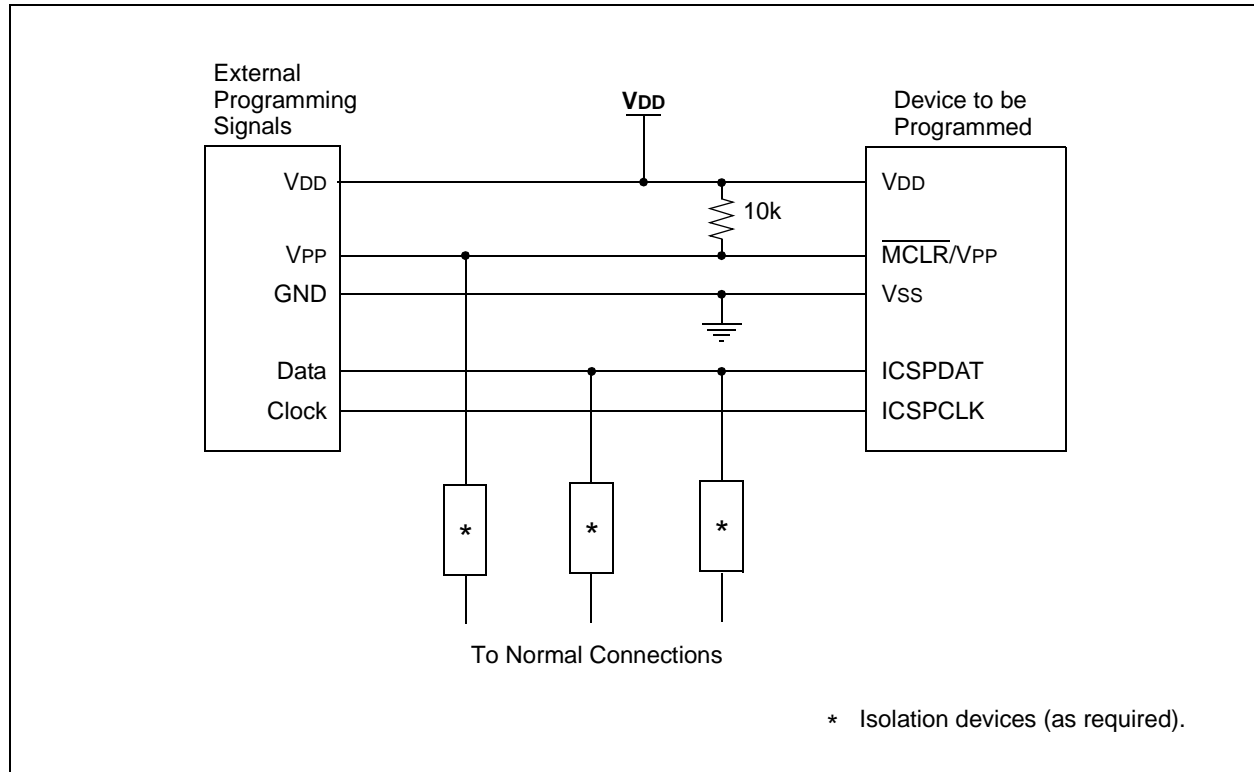 External
Programming
Signals
VDD
Device to be
Programmed
VDD
VDD
10k
VPP
MCLR/VPP
GND
VSS
Data
ICSPDAT
Clock
ICSPCLK
* * *
To Normal Connections
* Isolation devices (as required).